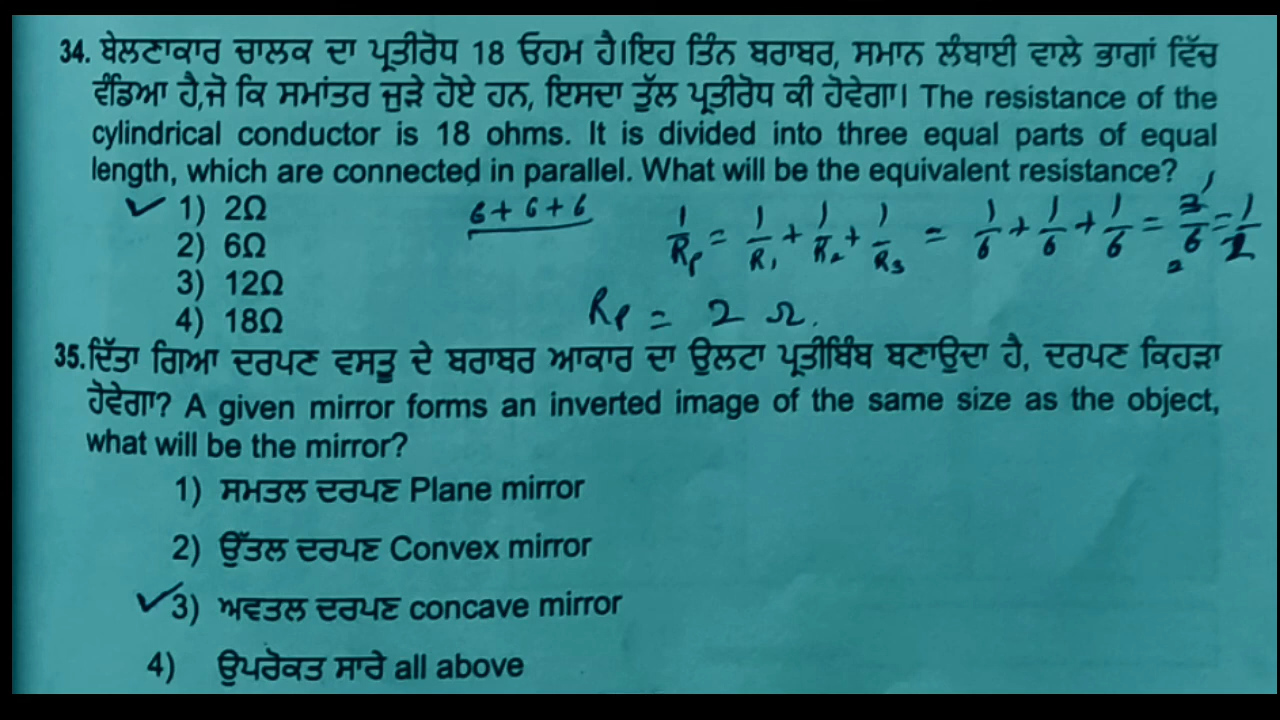 34. ਬੇਲਣਾਕਾਰ ਚਾਲਕ ਦਾ ਪ੍ਰਤੀਰੋਧ 18 ਓਹਮ ਹੈ।ਇਹ ਤਿੰਨ ਬਰਾਬਰ, ਸਮਾਨ ਲੰਬਾਈ ਵਾਲੇ ਭਾਗਾਂ ਵਿੱਚ
ਵੰਡਿਆ ਹੈ,ਜੋ ਕਿ ਸਮਾਂਤਰ ਜੁੜੇ ਹੋਏ ਹਨ, ਇਸਦਾ ਤੁੱਲ ਪ੍ਰਤੀਰੋਧ ਕੀ ਹੋਵੇਗਾ। The resistance of the
cylindrical conductor is 18 ohms. It is divided into three equal parts of equal
length, which are connected in parallel. What will be the equivalent resistance?
✓ 1) 2Ω
6 + 6 + 6
1/Rp = 1/R1 + 1/R2 + 1/R3 = 1/6 + 1/6 + 1/6 = 3/6 = 1/2
2) 6Ω
3) 12Ω
Rp = 2 Ω.
4) 18Ω
35.ਦਿੱਤਾ ਗਿਆ ਦਰਪਣ ਵਸਤੂ ਦੇ ਬਰਾਬਰ ਆਕਾਰ ਦਾ ਉਲਟਾ ਪ੍ਰਤੀਬਿੰਬ ਬਣਾਉਦਾ ਹੈ, ਦਰਪਣ ਕਿਹੜਾ
ਹੋਵੇਗਾ? A given mirror forms an inverted image of the same size as the object,
what will be the mirror?
1) ਸਮਤਲ ਦਰਪਣ Plane mirror
2) ਉੱਤਲ ਦਰਪਣ Convex mirror
✓3) ਅਵਤਲ ਦਰਪਣ concave mirror
4) ਉਪਰੋਕਤ ਸਾਰੇ all above